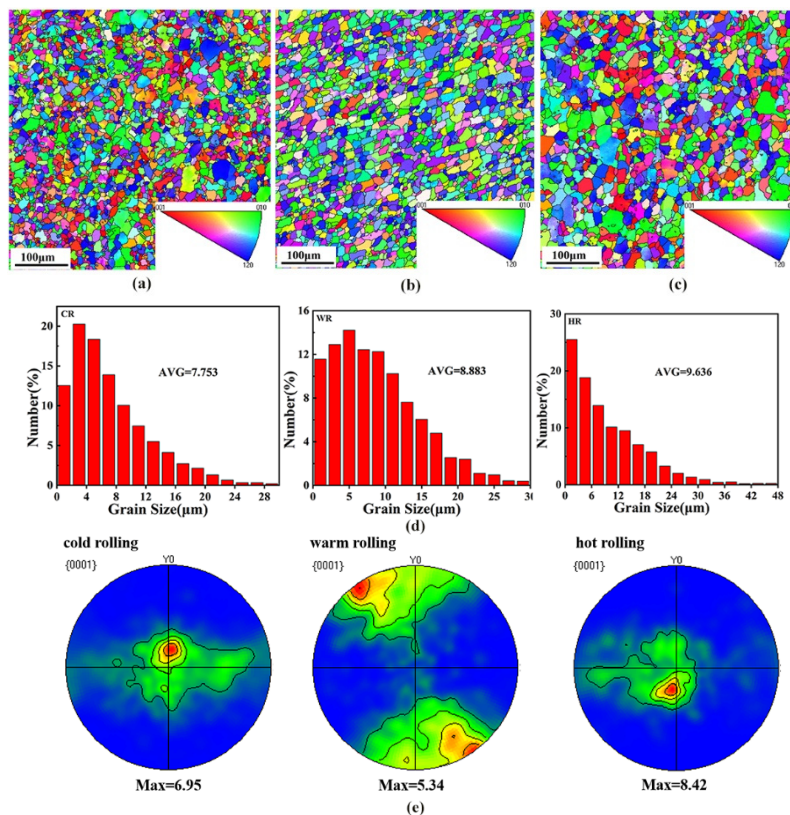 001 010
120
100μm
(a)
001 010
120
100μm
(b)
001 010
120
100μm
(c)
CR
AVG=7.753
Number(%)
20
15
10
5
0
0 4 8 12 16 20 24 28
Grain Size(μm)
WR
AVG=8.883
Number(%)
16
12
8
4
0
0 5 10 15 20 25 30
Grain Size(μm)
HR
AVG=9.636
Number(%)
30
20
10
0
0 6 12 18 24 30 36 42 48
Grain Size(μm)
(d)
cold rolling
{0001}
Y0
Max=6.95
warm rolling
{0001}
Y0
Max=5.34
hot rolling
{0001}
Y0
Max=8.42
(e)